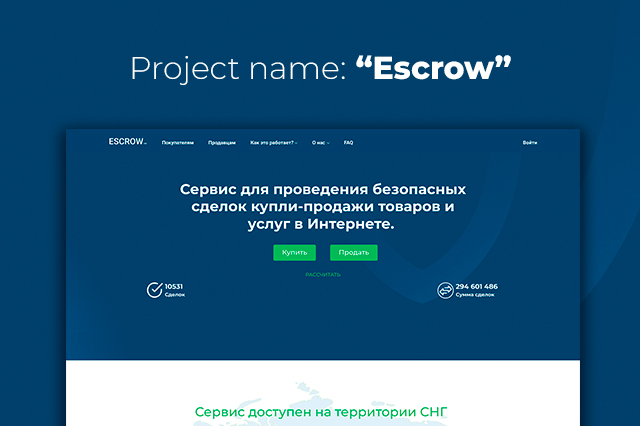 Project name: “Escrow”
ESCROW... Покупателям Продавцам Как это работает? О нас FAQ Войти
Сервис для проведения безопасных
сделок купли-продажи товаров и
услуг в Интернете.
Купить Продать
РАССЧИТАТЬ
10531 294 601 486
Сделок Сумма сделок
Сервис доступен на территории СНГ